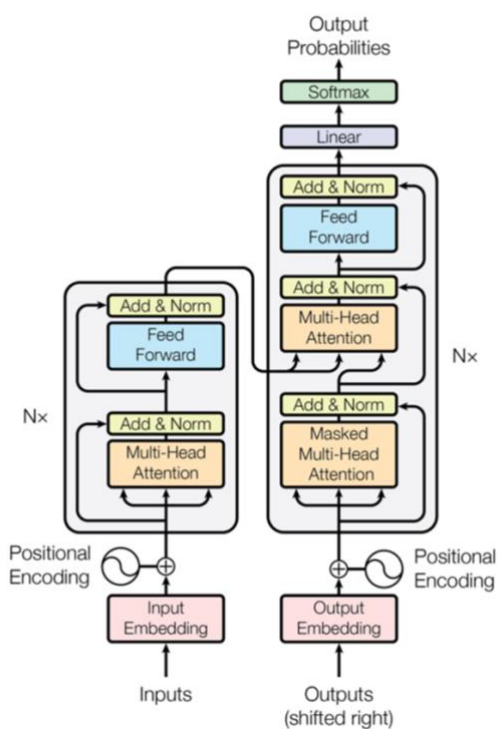 Output
Probabilities
Softmax
Linear
Add & Norm
Feed
Forward
Add & Norm
Multi-Head
Attention
N×
Add & Norm
Masked
Multi-Head
Attention
Add & Norm
Feed
Forward
N×
Add & Norm
Multi-Head
Attention
Positional
Encoding
Positional
Encoding
Input
Embedding
Output
Embedding
Inputs
Outputs
(shifted right)